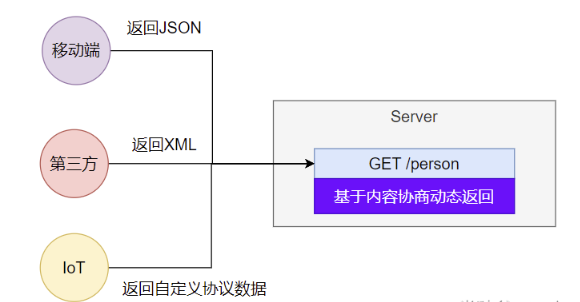 返回JSON
移动端
Server
返回XML
第三方
GET /person
基于内容协商动态返回
IoT
返回自定义协议数据